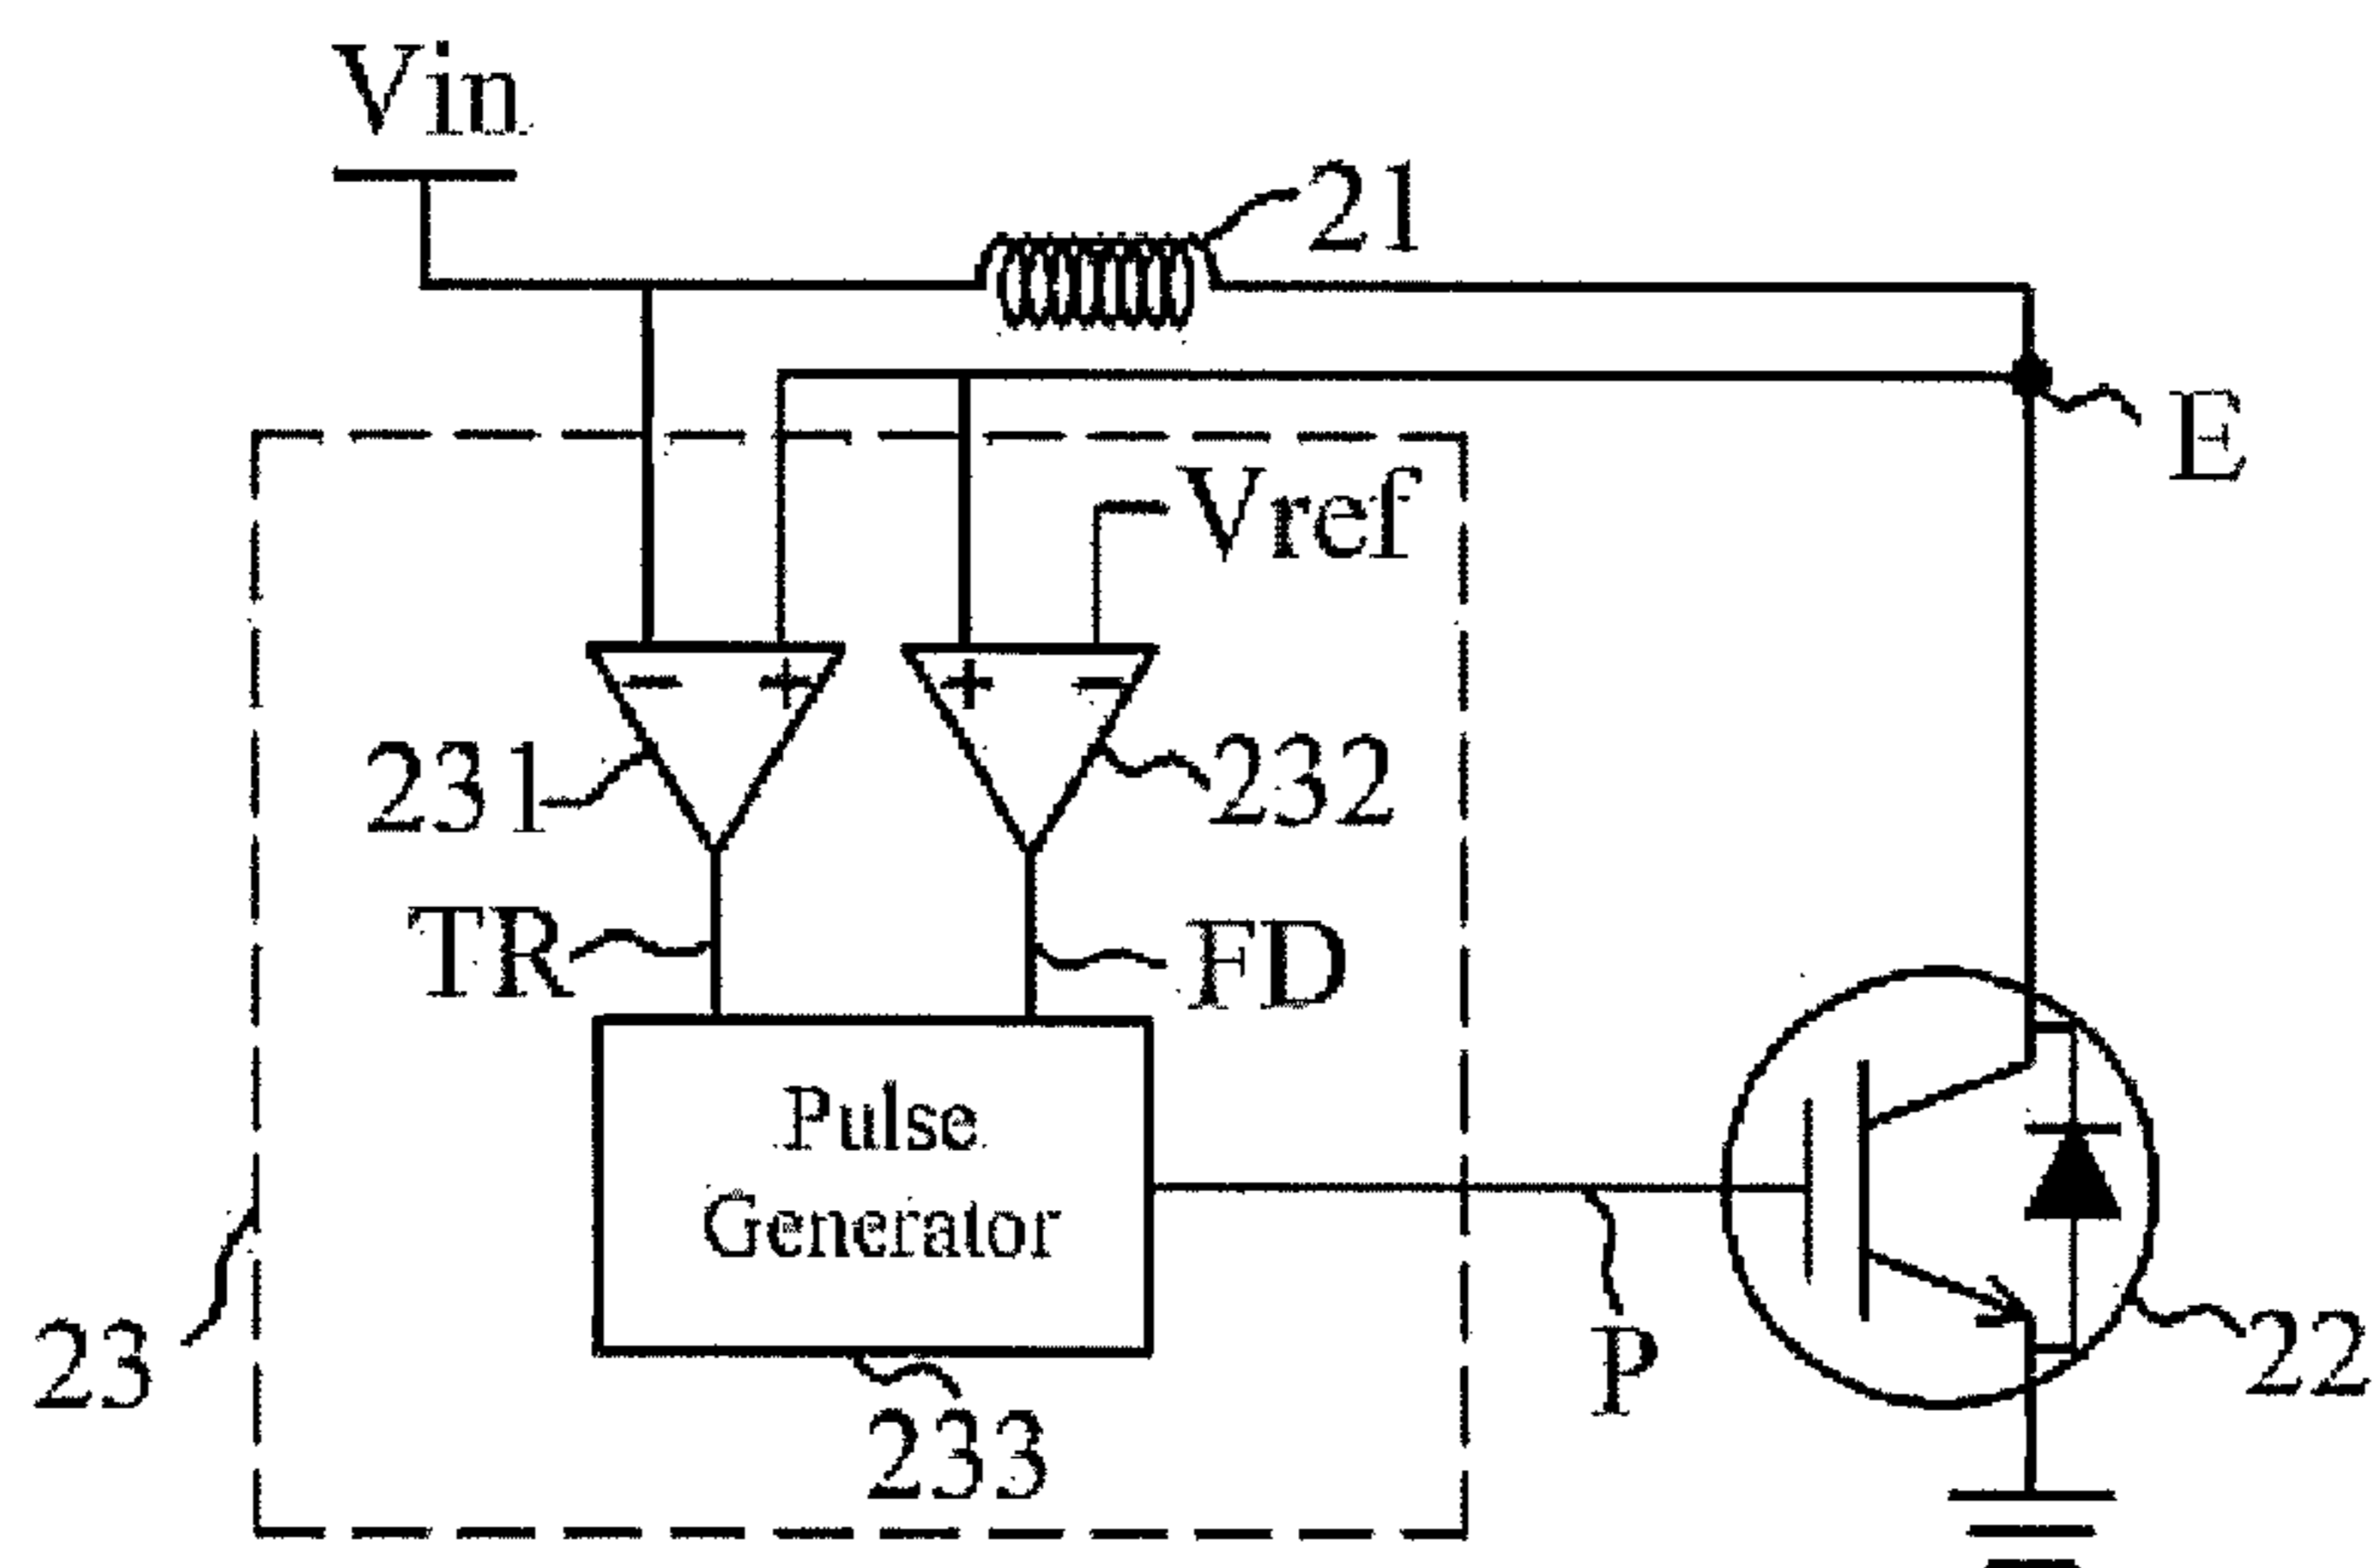 Vin
21
E
Vref
231
232
TR
FD
Pulse
Generator
23
P
22
233
+
+